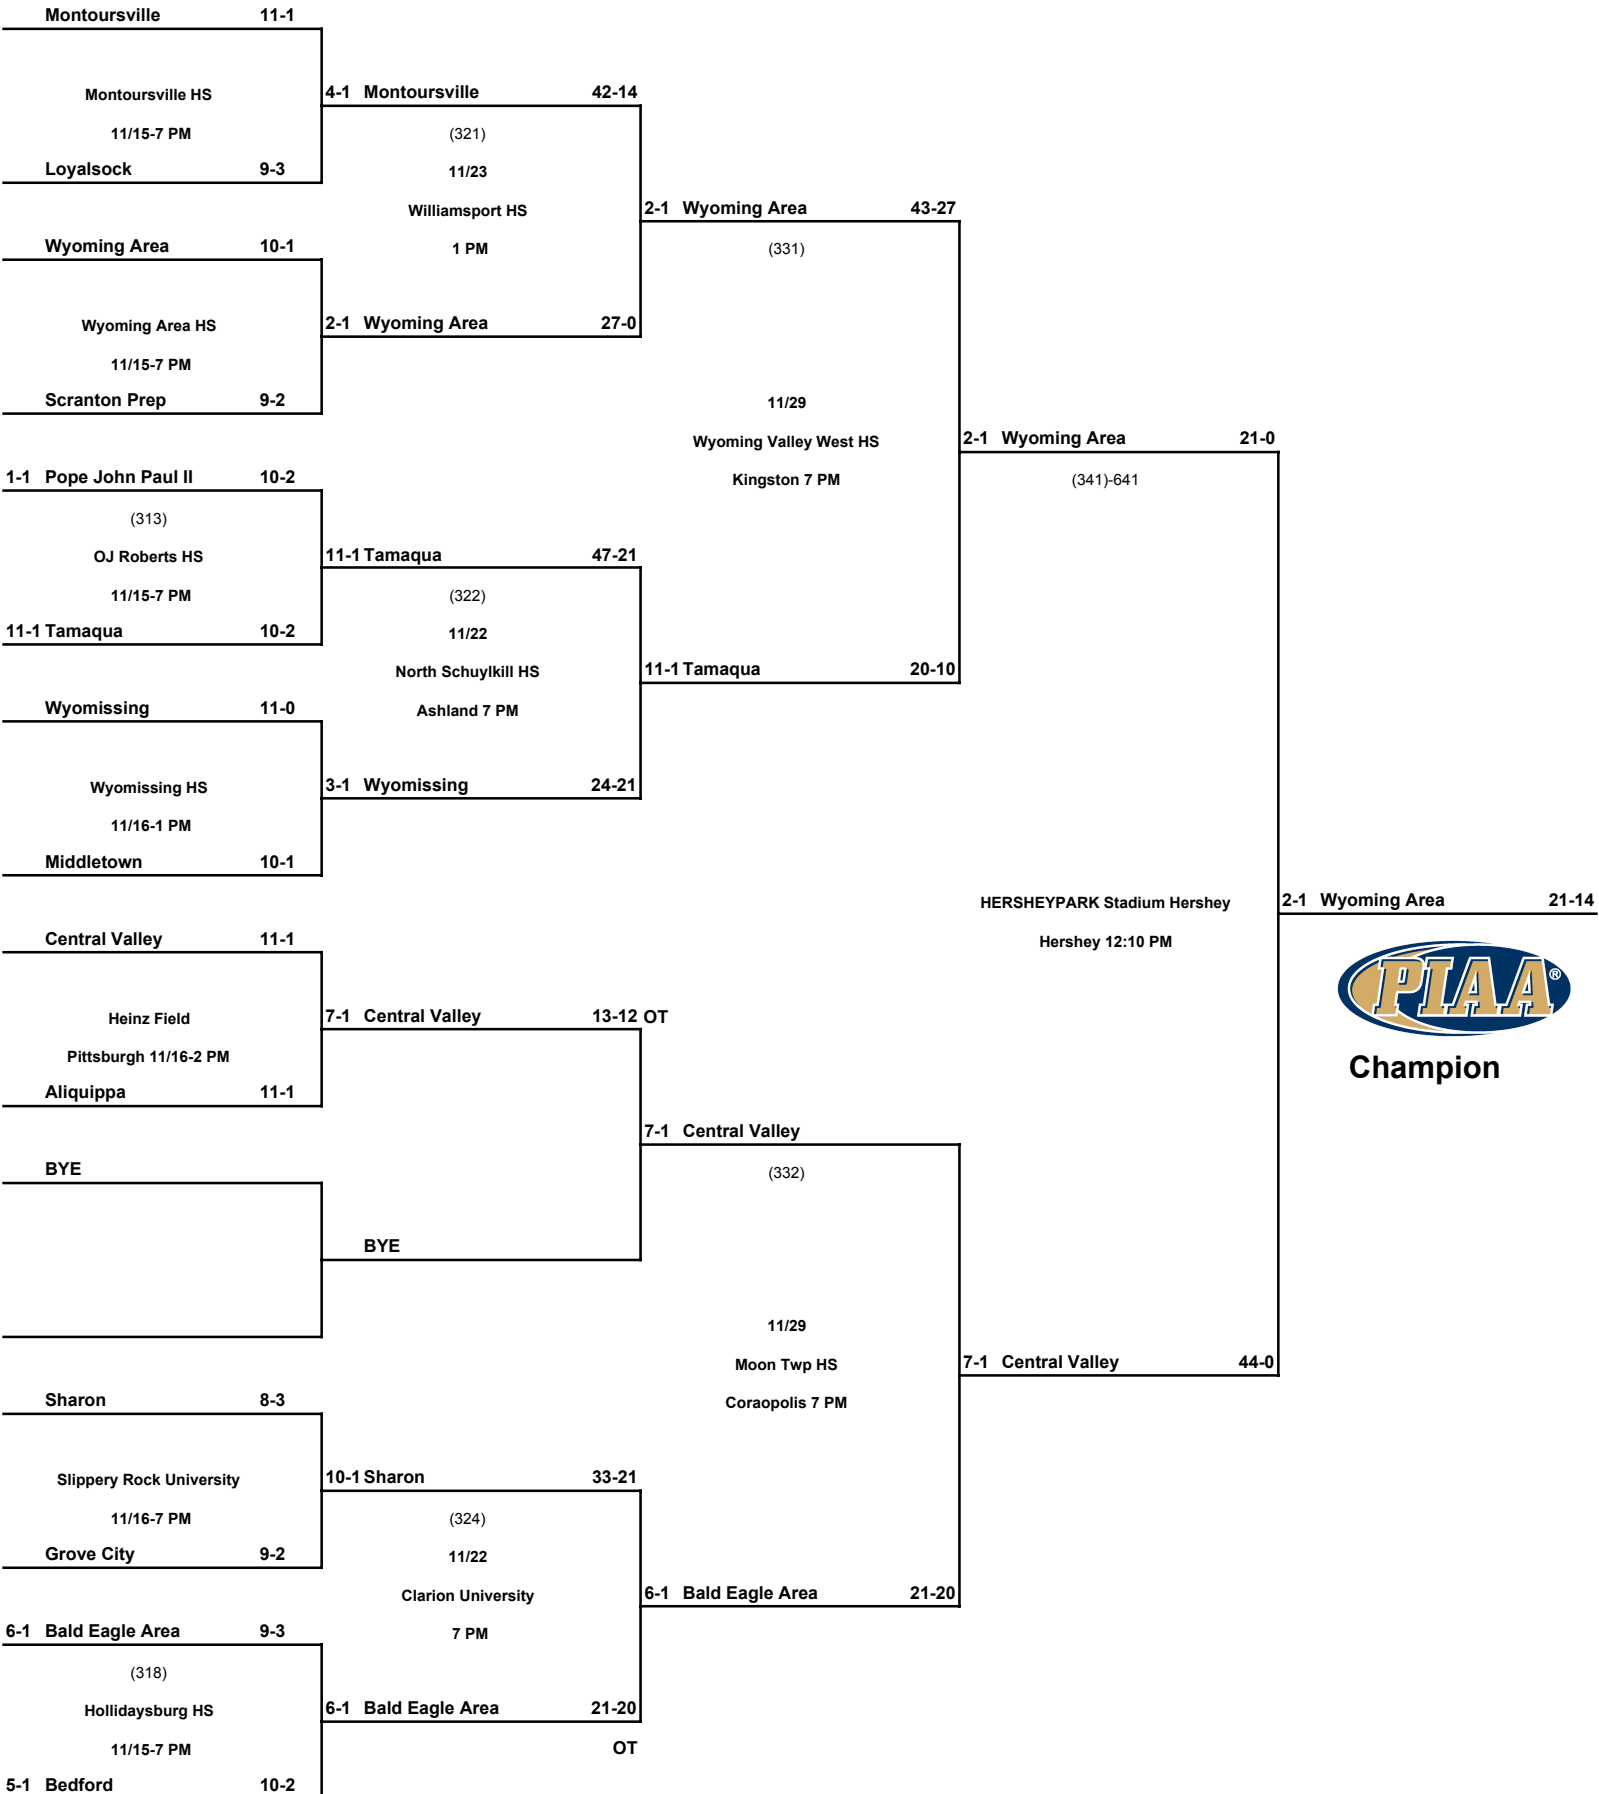 Montoursville 11-1
Montoursville HS
11/15-7 PM
Loyalsock 9-3
4-1 Montoursville 42-14
(321)
11/23
Williamsport HS
1 PM
Wyoming Area 10-1
Wyoming Area HS
11/15-7 PM
Scranton Prep 9-2
2-1 Wyoming Area 27-0
2-1 Wyoming Area 43-27
(331)
11/29
Wyoming Valley West HS
Kingston 7 PM
1-1 Pope John Paul II 10-2
(313)
OJ Roberts HS
11/15-7 PM
11-1 Tamaqua 10-2
11-1 Tamaqua 47-21
(322)
11/22
North Schuylkill HS
Ashland 7 PM
Wyomissing 11-0
Wyomissing HS
11/16-1 PM
Middletown 10-1
3-1 Wyomissing 24-21
11-1 Tamaqua 20-10
2-1 Wyoming Area 21-0
(341)-641
HERSHEYPARK Stadium Hershey
Hershey 12:10 PM
2-1 Wyoming Area 21-14
PIAA®
Champion
Central Valley 11-1
Heinz Field
Pittsburgh 11/16-2 PM
Aliquippa 11-1
7-1 Central Valley 13-12 OT
BYE
BYE
7-1 Central Valley
(332)
11/29
Moon Twp HS
Coraopolis 7 PM
7-1 Central Valley 44-0
Sharon 8-3
Slippery Rock University
11/16-7 PM
Grove City 9-2
10-1 Sharon 33-21
(324)
11/22
Clarion University
7 PM
6-1 Bald Eagle Area 21-20
6-1 Bald Eagle Area 9-3
(318)
Hollidaysburg HS
11/15-7 PM
5-1 Bedford 10-2
6-1 Bald Eagle Area 21-20
OT